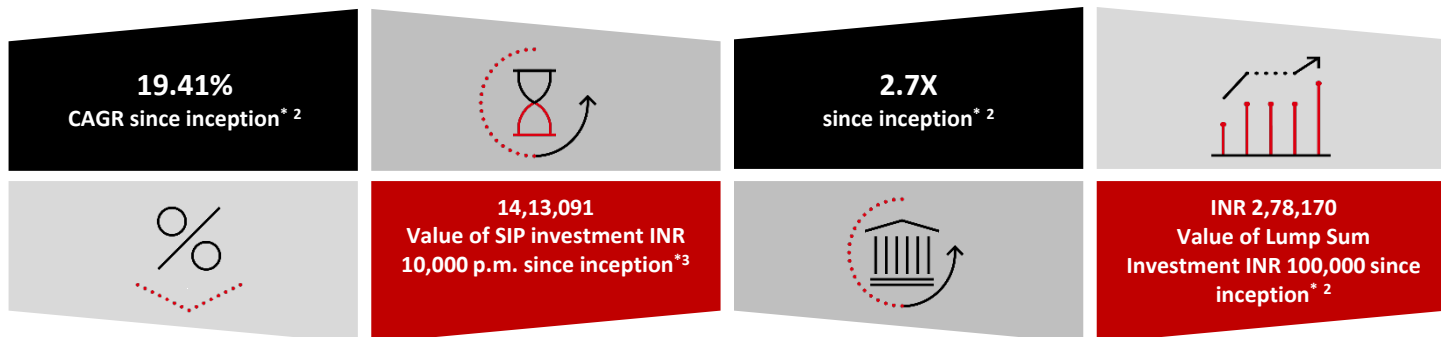 19.41%
CAGR since inception* 2
2.7X
since inception* 2
14,13,091
Value of SIP investment INR
10,000 p.m. since inception*3
INR 2,78,170
Value of Lump Sum
Investment INR 100,000 since
inception* 2